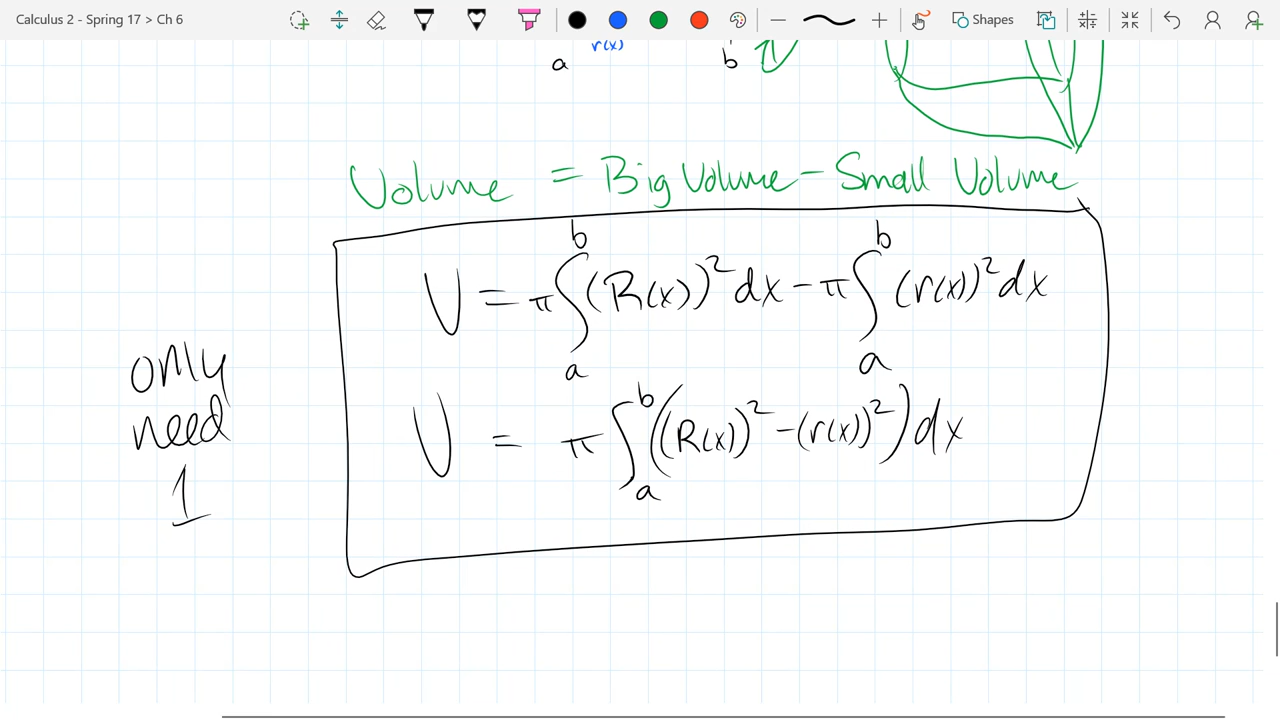 Calculus 2 - Spring 17 > Ch 6
Shapes
r(x)
a b
Volume = Big Volume - Small Volume
V = π∫_a^b (R(x))² dx - π∫_a^b (r(x))² dx
only
need
1
V = π∫_a^b ((R(x))² - (r(x))²) dx